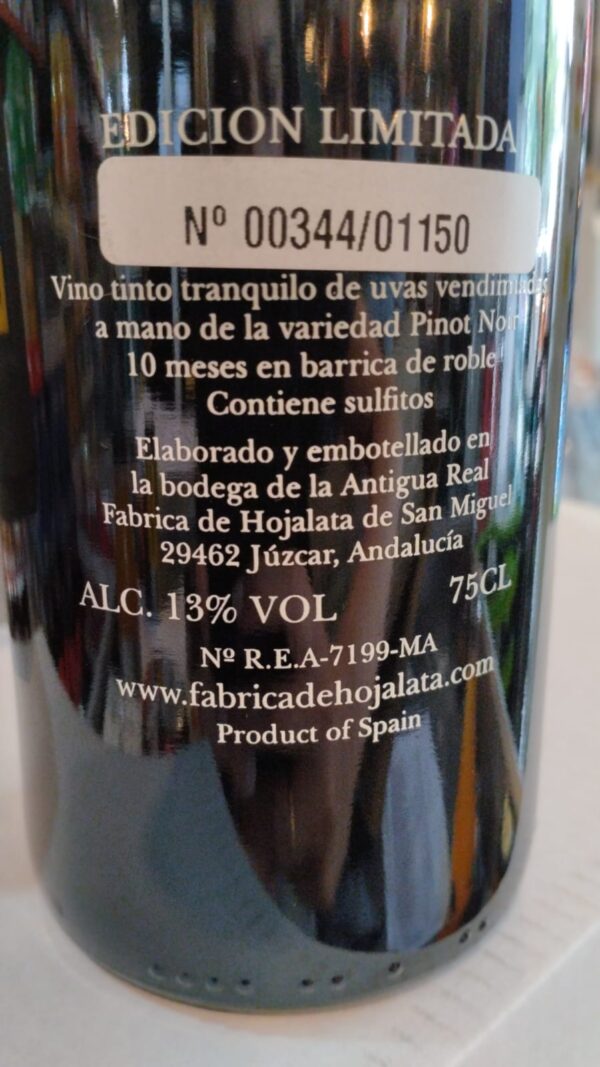 EDICION LIMITADA
Nº 00344/01150
Vino tinto tranquilo de uvas vendimiadas
a mano de la variedad Pinot Noir
10 meses en barrica de roble
Contiene sulfitos
Elaborado y embotellado en
la bodega de la Antigua Real
Fabrica de Hojalata de San Miguel
29462 Júzcar, Andalucía
ALC. 13% VOL 75CL
Nº R.E.A-7199-MA
www.fabricadehojalata.com
Product of Spain